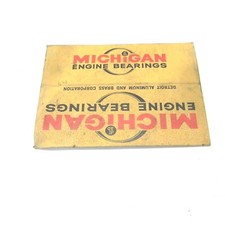 MICHIGAN
ENGINE BEARINGS
DETROIT ALUMINUM AND BRASS CORPORATION
ENGINE BEARINGS
MICHIGAN